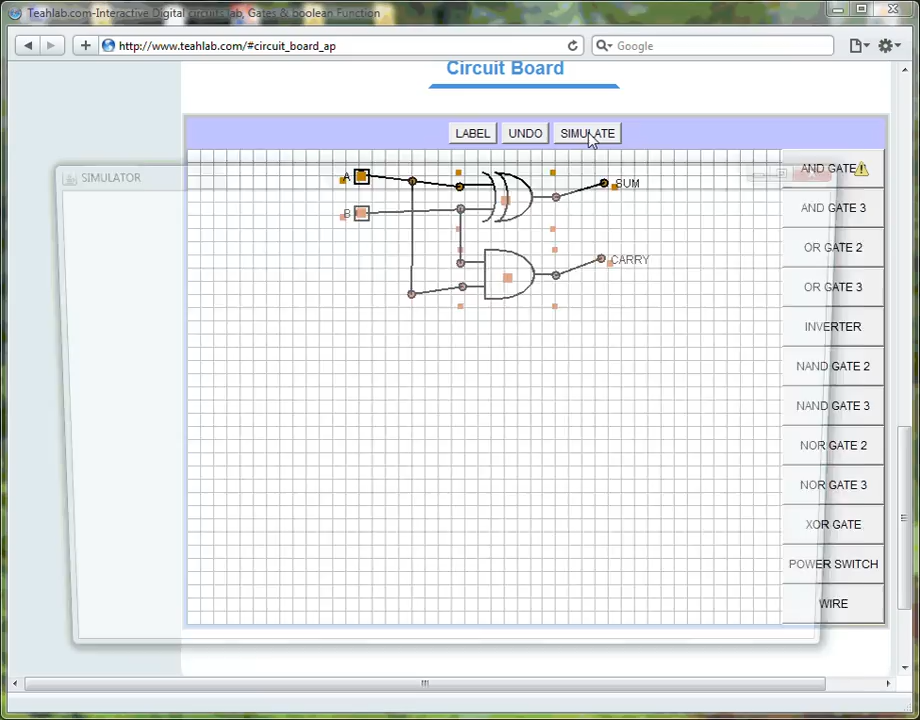 Teahlab.com-Interactive Digital circuits lab, Gates & boolean Function
http://www.teahlab.com/#circuit_board_ap
Google
Circuit Board
LABEL
UNDO
SIMULATE
SIMULATOR
A
B
SUM
CARRY
AND GATE
AND GATE 3
OR GATE 2
OR GATE 3
INVERTER
NAND GATE 2
NAND GATE 3
NOR GATE 2
NOR GATE 3
XOR GATE
POWER SWITCH
WIRE